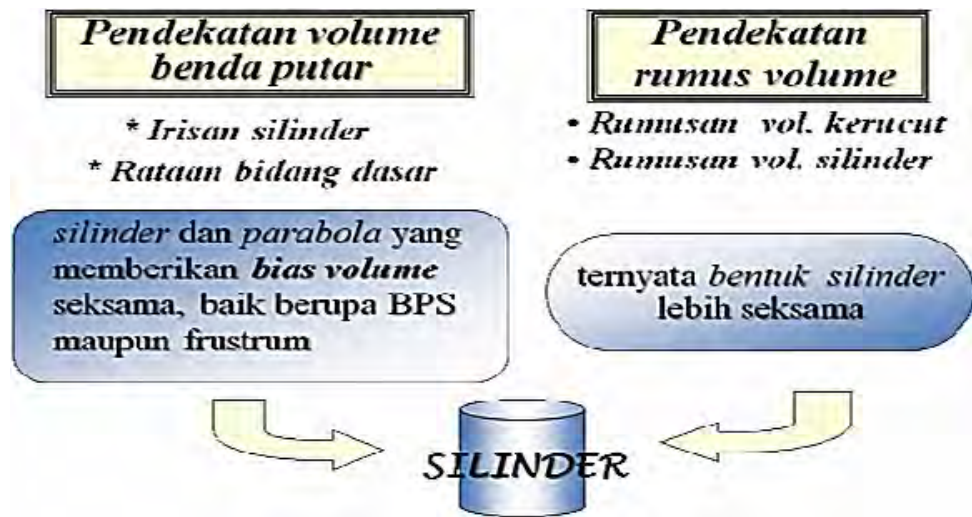 Pendekatan volume
benda putar
* Irisan silinder
* Rataan bidang dasar
silinder dan parabola yang
memberikan bias volume
seksama, baik berupa BPS
maupun frustrum
Pendekatan
rumus volume
• Rumusan vol. kerucut
• Rumusan vol. silinder
ternyata bentuk silinder
lebih seksama
SILINDER